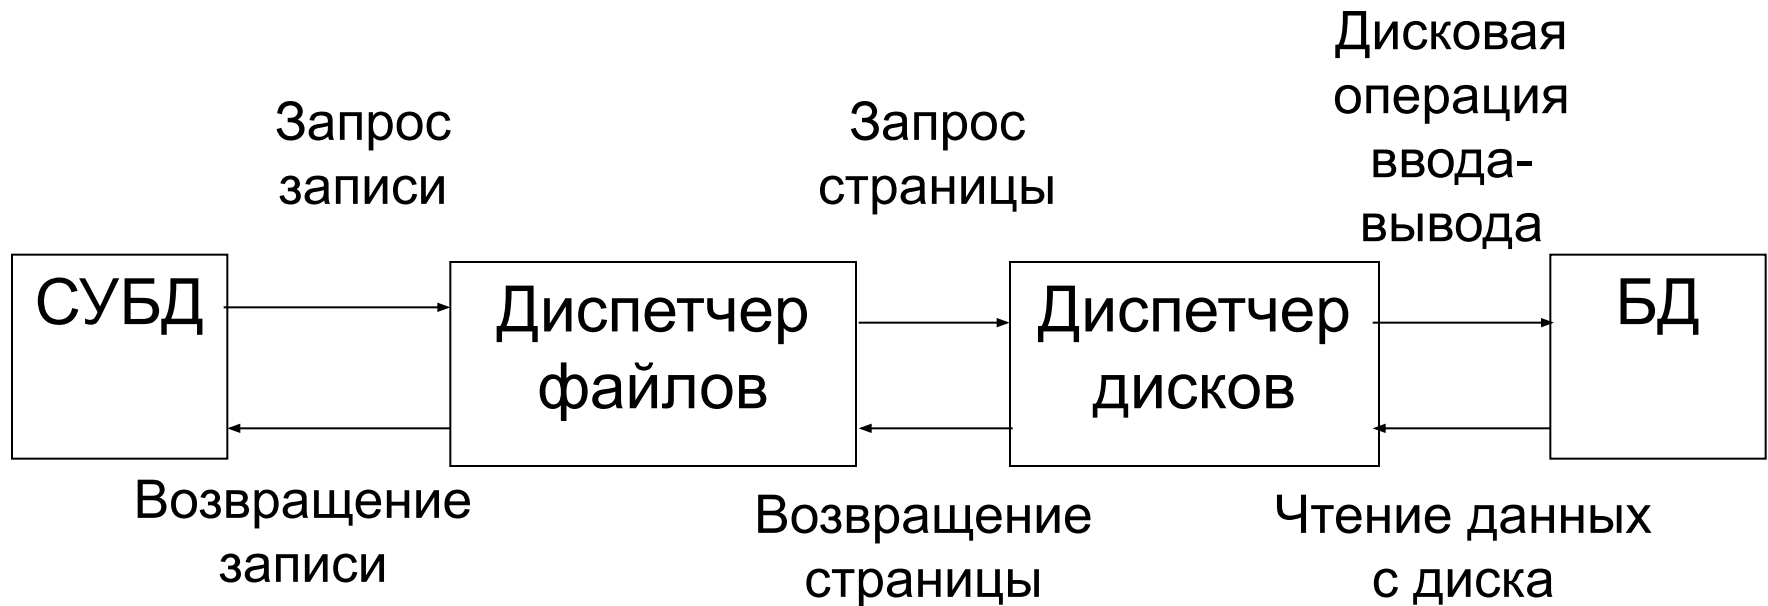 Дисковая
операция
ввода-
вывода
Запрос
записи
Запрос
страницы
СУБД
Диспетчер
файлов
Диспетчер
дисков
БД
Возвращение
записи
Возвращение
страницы
Чтение данных
с диска